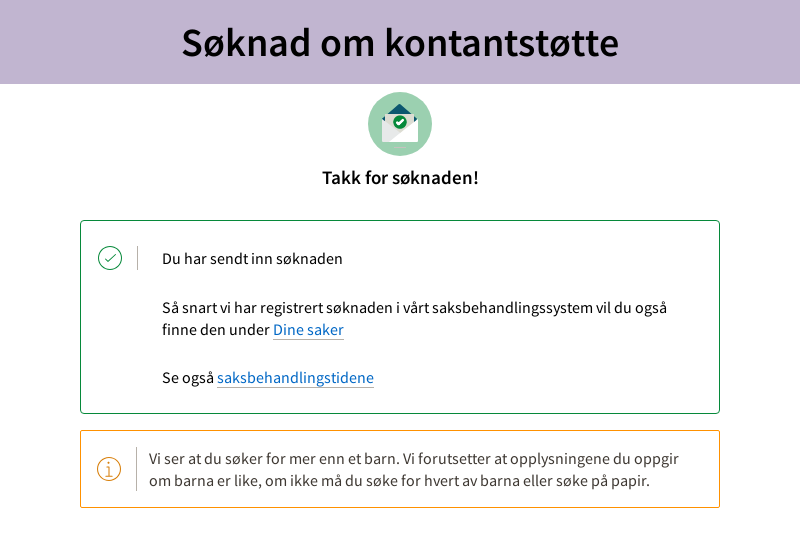 Søknad om kontantstøtte
Takk for søknaden!
Du har sendt inn søknaden
Så snart vi har registrert søknaden i vårt saksbehandlingssystem vil du også
finne den under Dine saker
Se også saksbehandlingstidene
Vi ser at du søker for mer enn et barn. Vi forutsetter at opplysningene du oppgir
om barna er like, om ikke må du søke for hvert av barna eller søke på papir.